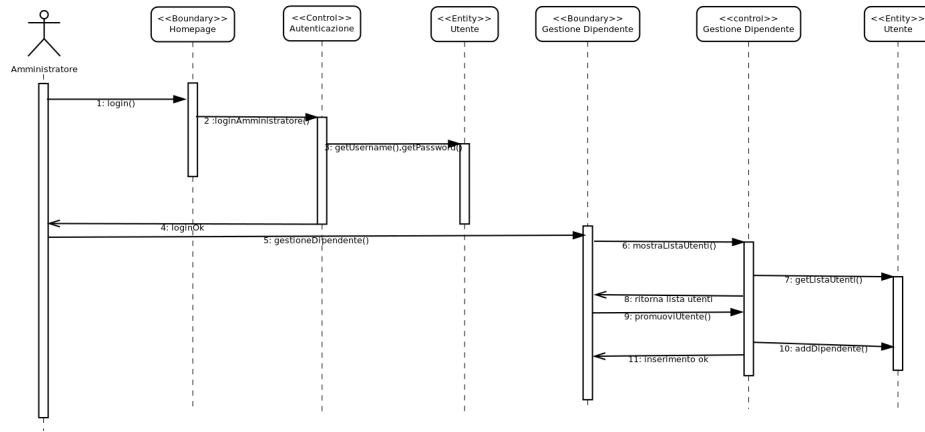 <<Boundary>>
Homepage
<<Control>>
Autenticazione
<<Entity>>
Utente
<<Boundary>>
Gestione Dipendente
<<control>>
Gestione Dipendente
<<Entity>>
Utente
Amministratore
1: login()
2 :loginAmministratore()
3: getUsername(),getPassword()
4: loginOk
5: gestioneDipendente()
6: mostraListaUtenti()
7: getListaUtenti()
8: ritorna lista utenti
9: promuoviUtente()
10: addDipendente()
11: inserimento ok